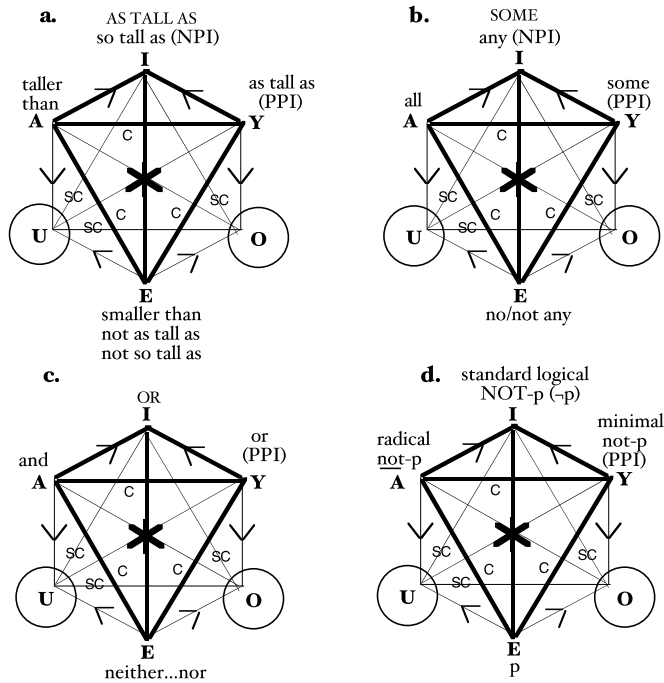 a.
AS TALL AS
so tall as (NPI)
I
taller
than
as tall as
(PPI)
A
Y
C
SC
SC
C
C
SC
U
O
E
smaller than
not as tall as
not so tall as
b.
SOME
any (NPI)
I
all
some
(PPI)
A
Y
C
SC
SC
C
C
SC
U
O
E
no/not any
c.
OR
I
and
or
(PPI)
A
Y
C
SC
SC
C
C
SC
U
O
E
neither...nor
d.
standard logical
NOT-p (¬p)
I
radical
not-p
minimal
not-p
(PPI)
A
Y
C
SC
SC
C
C
SC
U
O
E
p